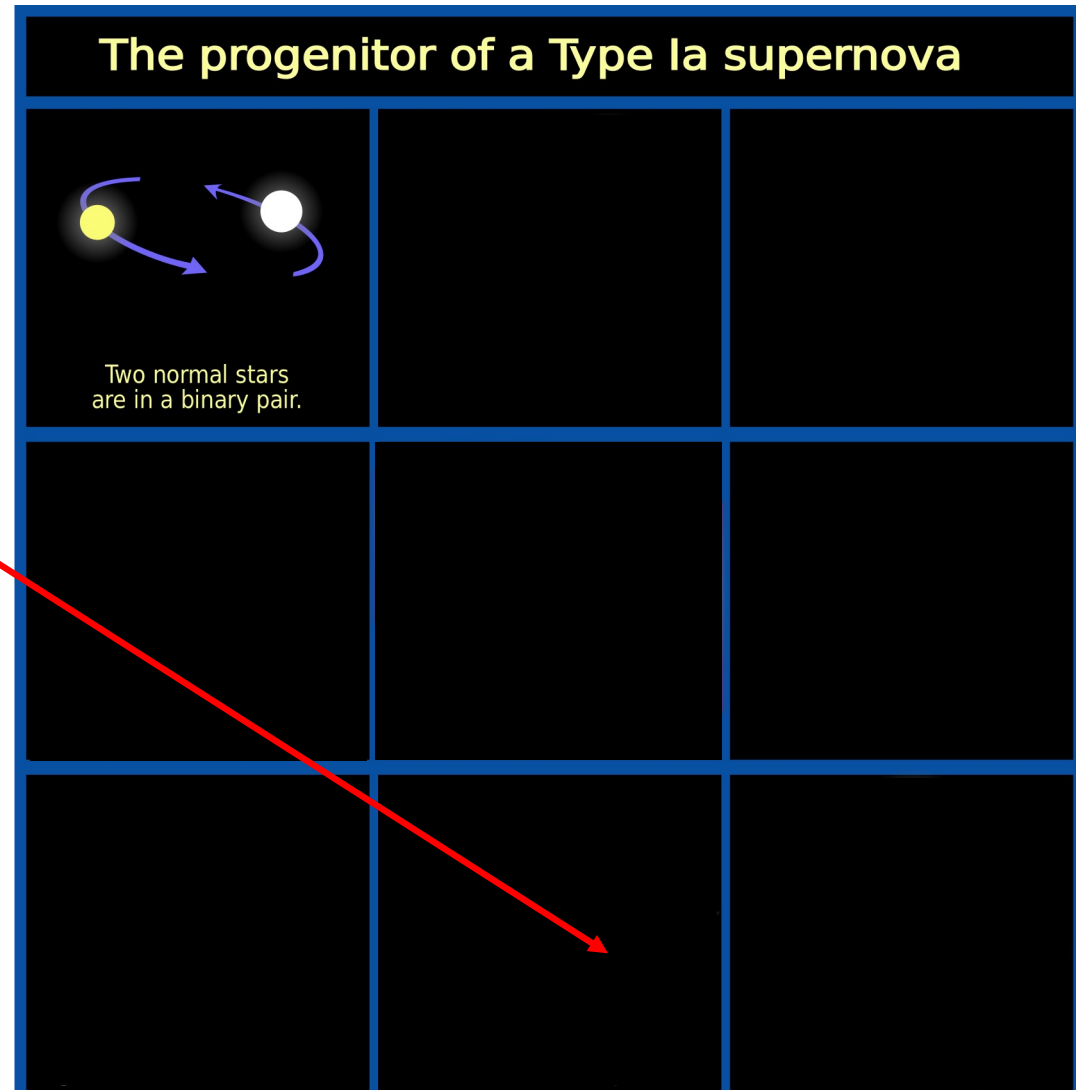 The progenitor of a Type Ia supernova
Two normal stars
are in a binary pair.